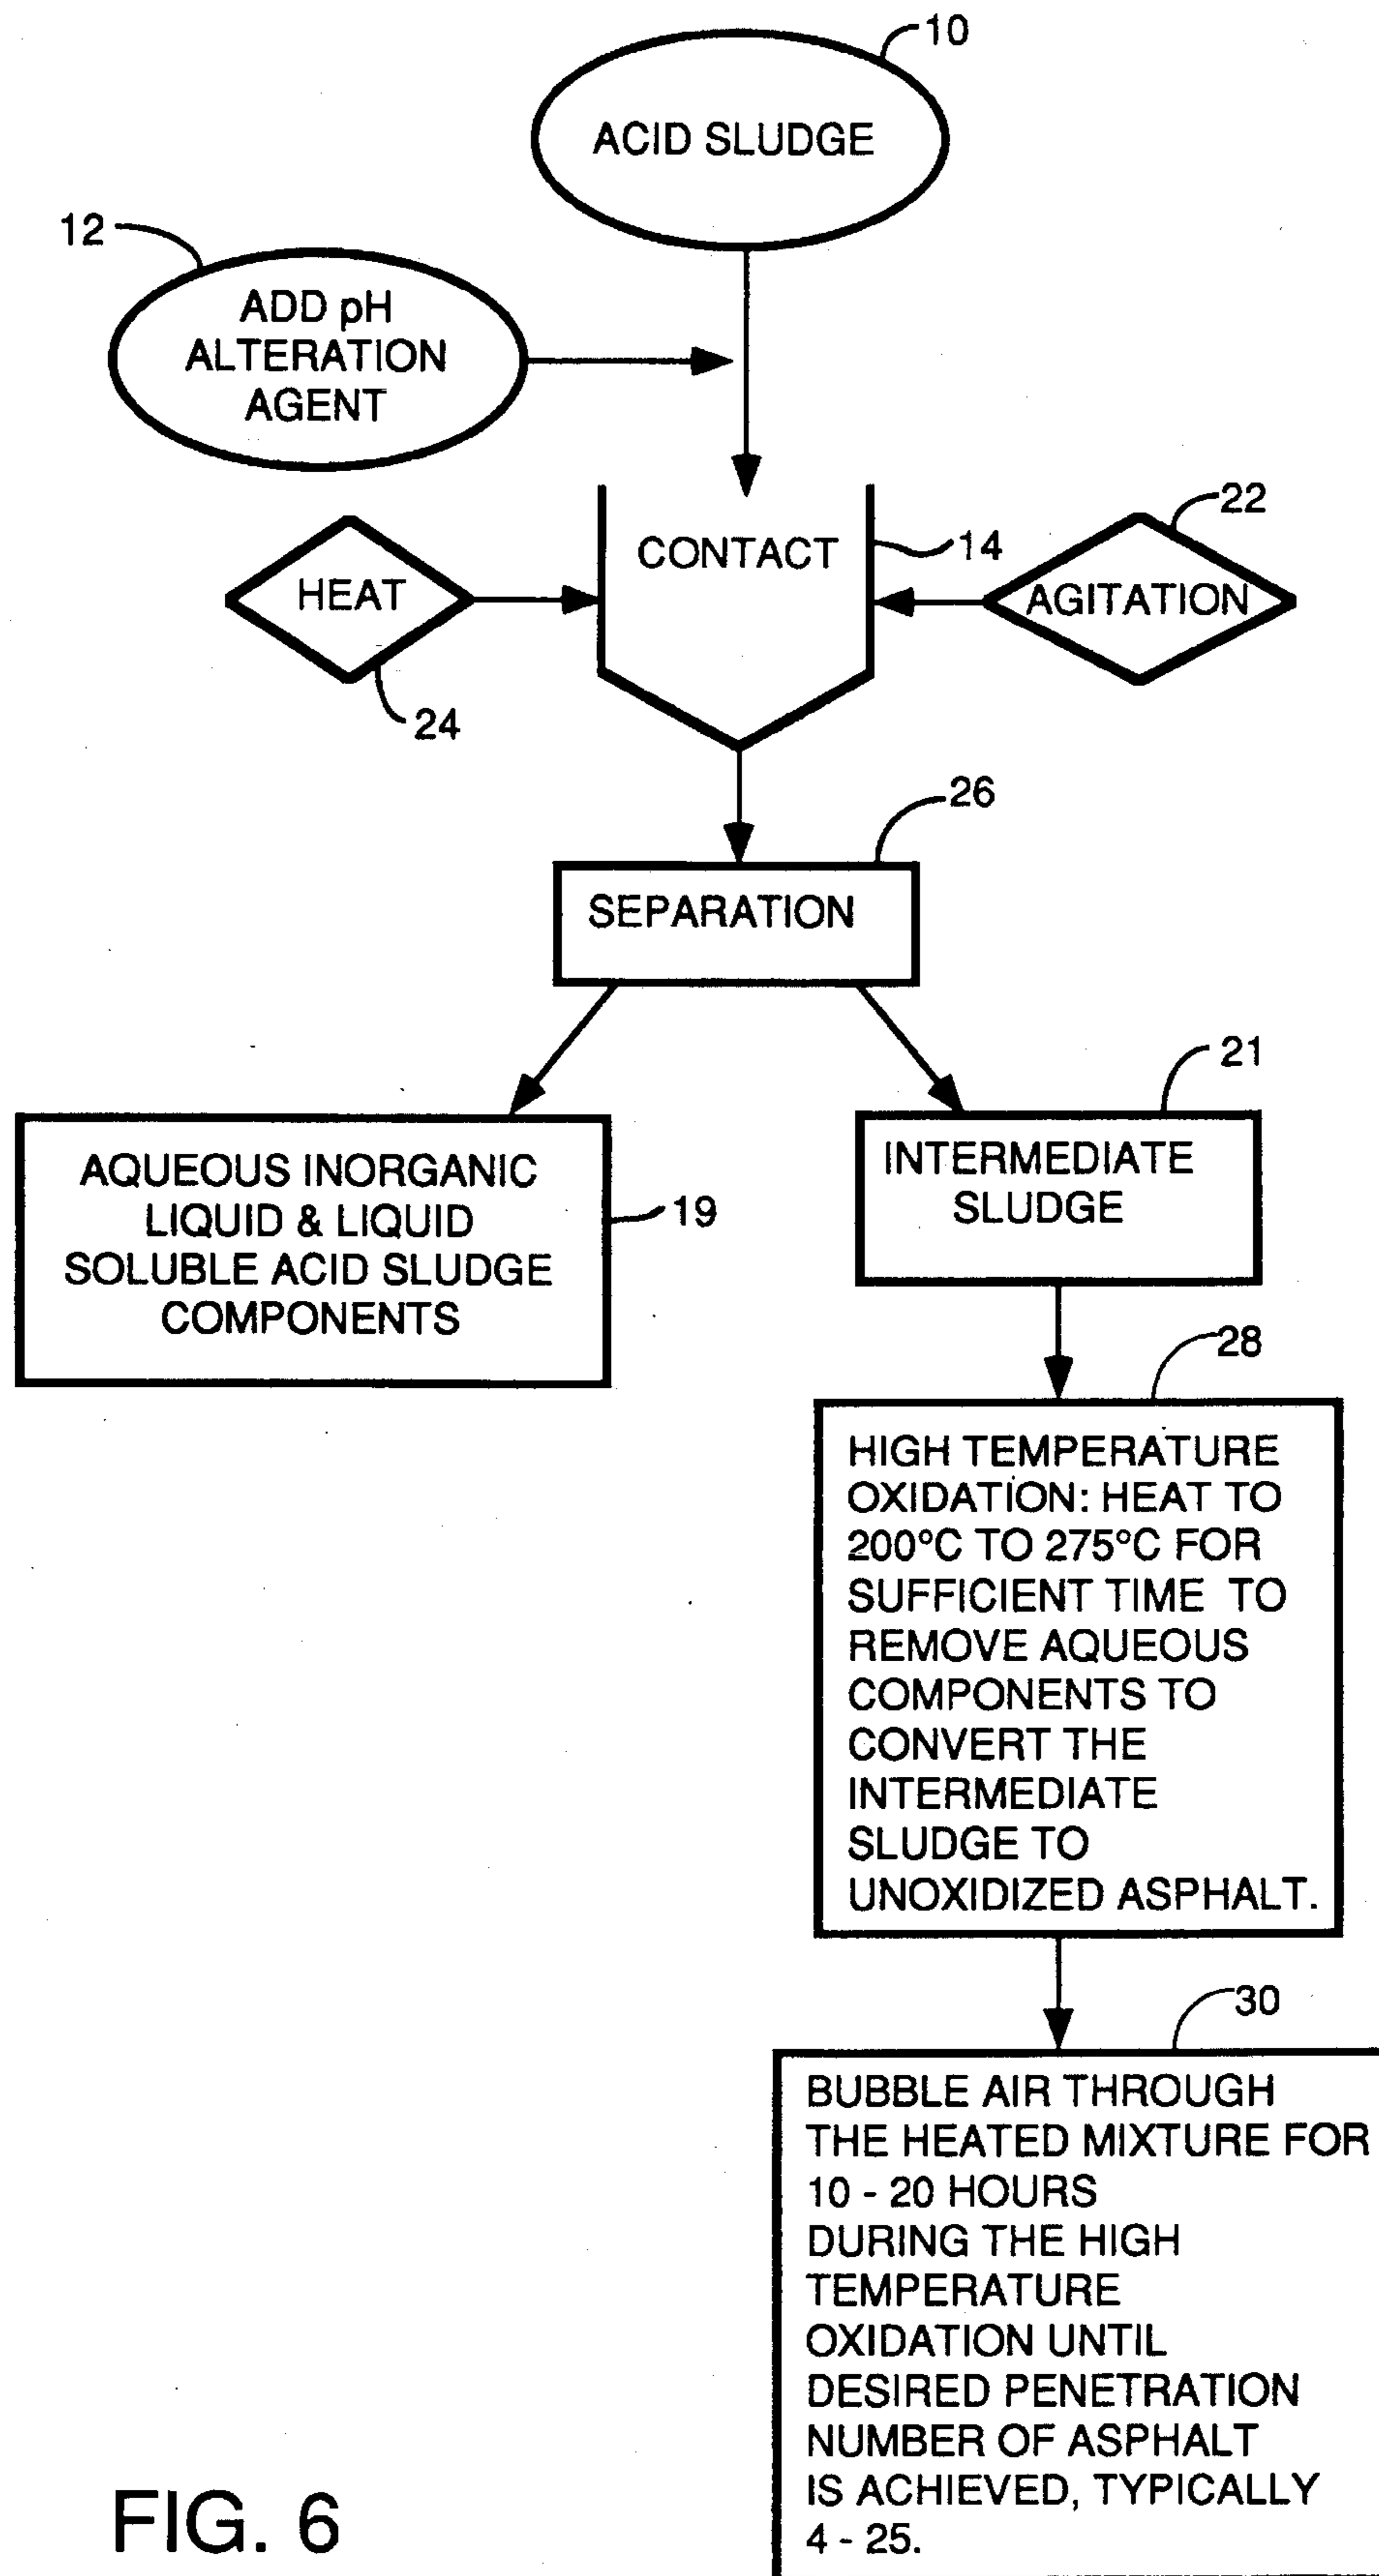 10
ACID SLUDGE
12
ADD pH
ALTERATION
AGENT
22
CONTACT
14
HEAT
AGITATION
24
26
SEPARATION
21
AQUEOUS INORGANIC
LIQUID & LIQUID
SOLUBLE ACID SLUDGE
COMPONENTS
19
INTERMEDIATE
SLUDGE
28
HIGH TEMPERATURE
OXIDATION: HEAT TO
200°C TO 275°C FOR
SUFFICIENT TIME TO
REMOVE AQUEOUS
COMPONENTS TO
CONVERT THE
INTERMEDIATE
SLUDGE TO
UNOXIDIZED ASPHALT.
30
BUBBLE AIR THROUGH
THE HEATED MIXTURE FOR
10 - 20 HOURS
DURING THE HIGH
TEMPERATURE
OXIDATION UNTIL
DESIRED PENETRATION
NUMBER OF ASPHALT
IS ACHIEVED, TYPICALLY
4 - 25.
FIG. 6